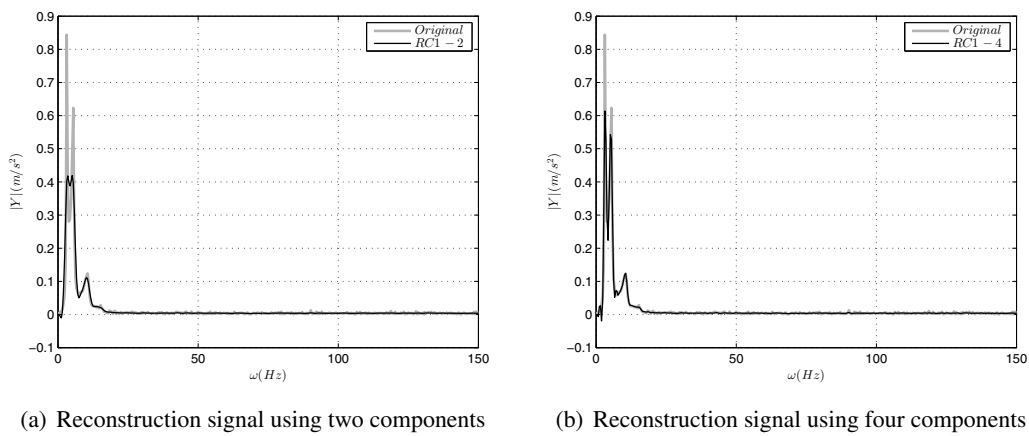 0.9
0.8
0.7
0.6
0.5
0.4
0.3
0.2
0.1
0
−0.1
|Y|(m/s²)
0 50 100 150
ω(Hz)
Original
RC1 − 2
0.9
0.8
0.7
0.6
0.5
0.4
0.3
0.2
0.1
0
−0.1
|Y|(m/s²)
0 50 100 150
ω(Hz)
Original
RC1 − 4
(a) Reconstruction signal using two components
(b) Reconstruction signal using four components